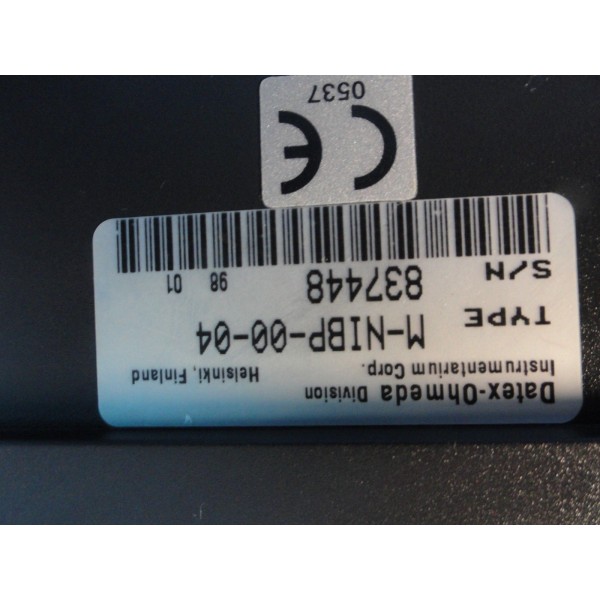 Datex-Ohmeda Division
Instrumentarium Corp. Helsinki, Finland
TYPE M-NIBP-00-04
S/N 837448 98 01
CE
0537